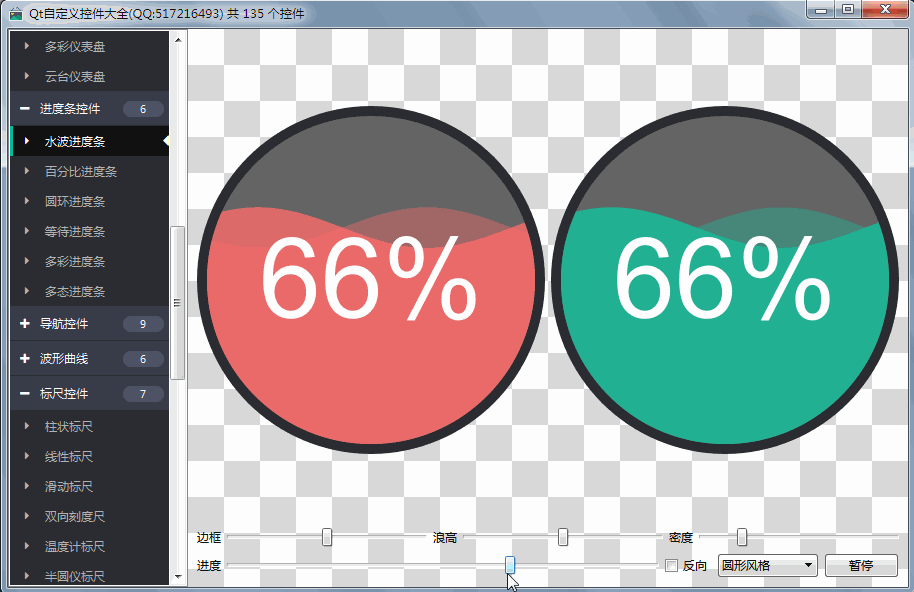 Qt自定义控件大全(QQ:517216493) 共 135 个控件
多彩仪表盘
云台仪表盘
进度条控件 6
水波进度条
百分比进度条
圆环进度条
等待进度条
多彩进度条
多态进度条
导航控件 9
波形曲线 6
标尺控件 7
柱状标尺
线性标尺
滑动标尺
双向刻度尺
温度计标尺
半圆仪标尺
66% 66%
边框 浪高 密度
进度 反向 圆形风格 暂停